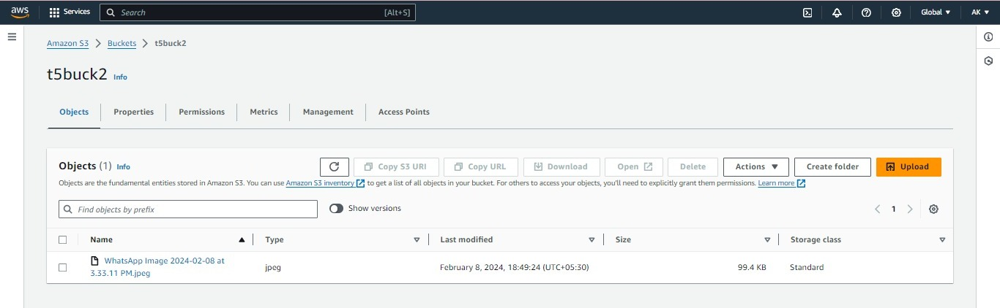 aws Services Search [Alt+S] Global AK
Amazon S3 Buckets t5buck2
t5buck2 Info
Objects Properties Permissions Metrics Management Access Points
Objects (1) Info Copy S3 URI Copy URL Download Open Delete Actions Create folder Upload
Objects are the fundamental entities stored in Amazon S3. You can use Amazon S3 inventory to get a list of all objects in your bucket. For others to access your objects, you'll need to explicitly grant them permissions. Learn more
Find objects by prefix Show versions 1
Name Type Last modified Size Storage class
WhatsApp Image 2024-02-08 at
3.33.11 PM.jpeg jpeg February 8, 2024, 18:49:24 (UTC+05:30) 99.4 KB Standard